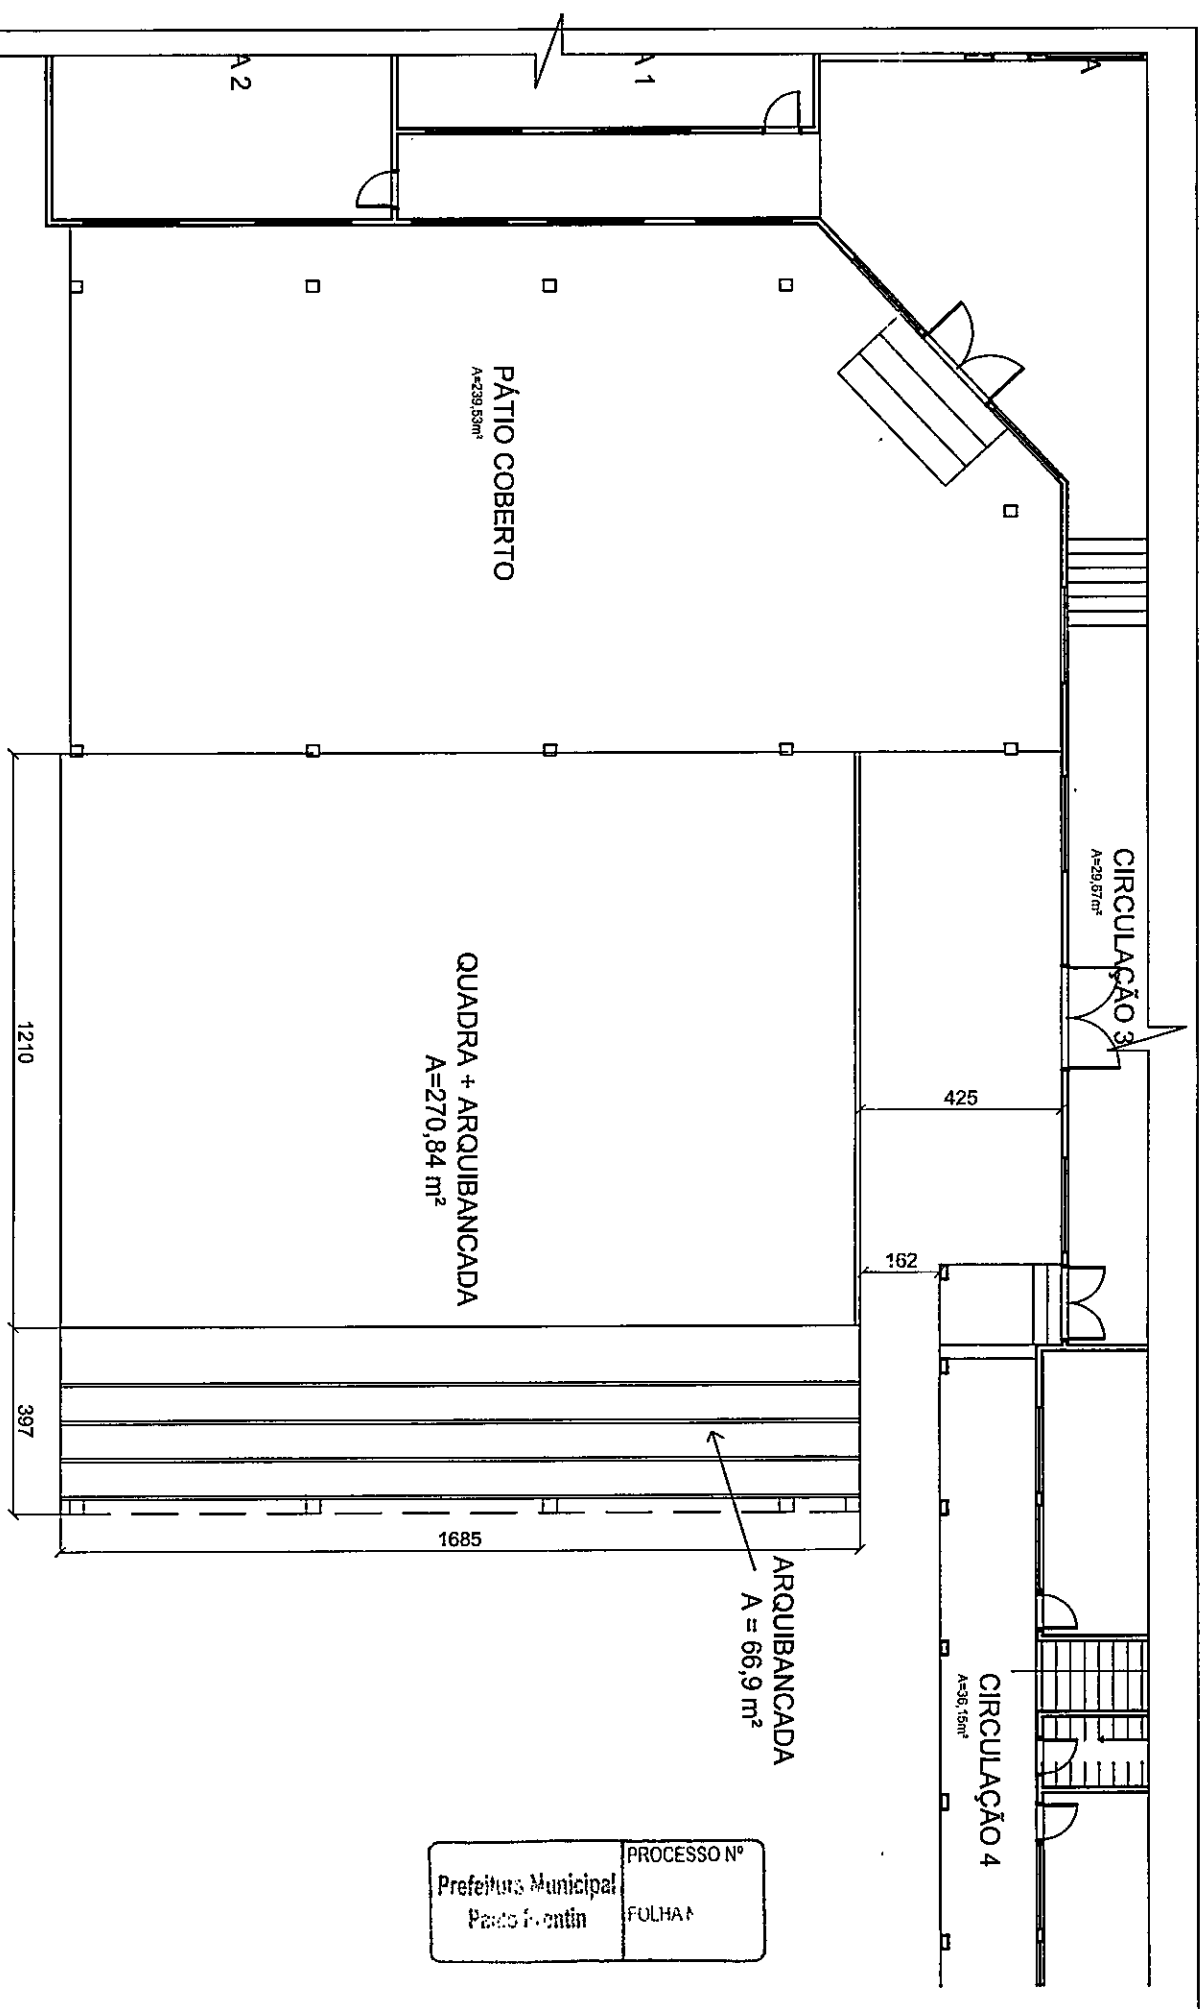 A 2
A 1
A
PÁTIO COBERTO
A=239,53m²
CIRCULAÇÃO 3
A=29,67m²
QUADRA + ARQUIBANCADA
A=270,84 m²
425
162
1210
397
1685
ARQUIBANCADA
A = 66,9 m²
CIRCULAÇÃO 4
A=36,15m²
Prefeitura Municipal
PROCESSO Nº
FOLHA